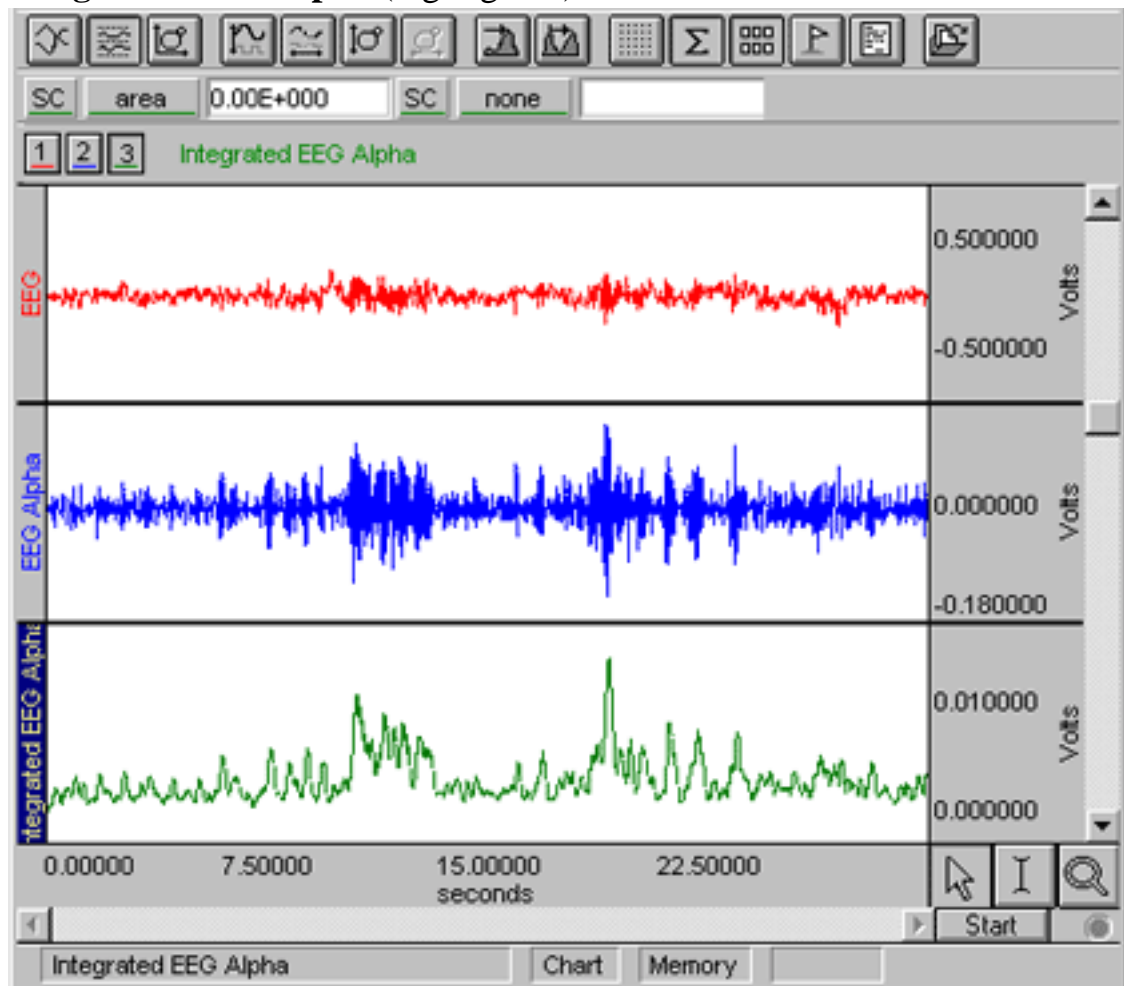 SC area 0.00E+000 SC none
1 2 3 Integrated EEG Alpha
EEG
0.500000
-0.500000
Volts
EEG Alpha
0.000000
-0.180000
Volts
ntegrated EEG Alpha
0.010000
0.000000
Volts
0.00000 7.50000 15.00000 22.50000
seconds
Start
Integrated EEG Alpha Chart Memory